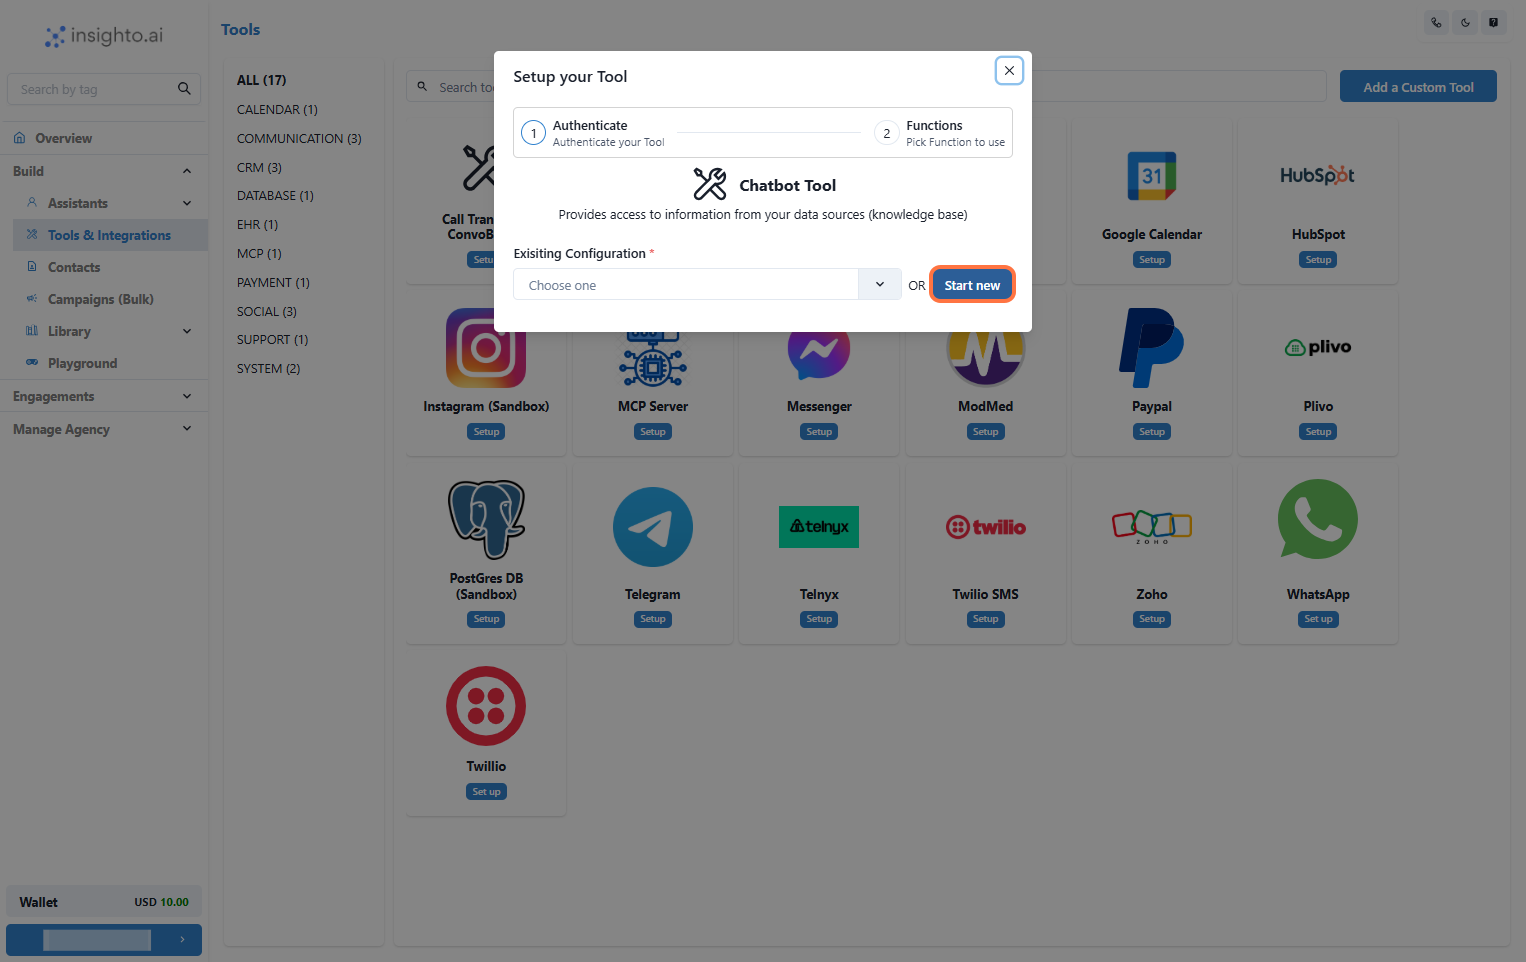 insighto.ai
Tools
Search by tag
Overview
Build
Assistants
Tools & Integrations
Contacts
Campaigns (Bulk)
Library
Playground
Engagements
Manage Agency
Wallet
USD 10.00
ALL (17)
CALENDAR (1)
COMMUNICATION (3)
CRM (3)
DATABASE (1)
EHR (1)
MCP (1)
PAYMENT (1)
SOCIAL (3)
SUPPORT (1)
SYSTEM (2)
Add a Custom Tool
Setup your Tool
1
Authenticate
Authenticate your Tool
2
Functions
Pick Function to use
Chatbot Tool
Provides access to information from your data sources (knowledge base)
Exisiting Configuration *
Choose one
OR
Start new
31
Google Calendar
Setup
HubSpot
HubSpot
Setup
Instagram (Sandbox)
Setup
MCP Server
Setup
Messenger
Setup
ModMed
Setup
Paypal
Setup
plivo
Plivo
Setup
PostGres DB
(Sandbox)
Setup
Telegram
Setup
telnyx
Telnyx
Setup
twilio
Twilio SMS
Setup
ZOHO
Zoho
Setup
WhatsApp
Set up
Twillio
Set up